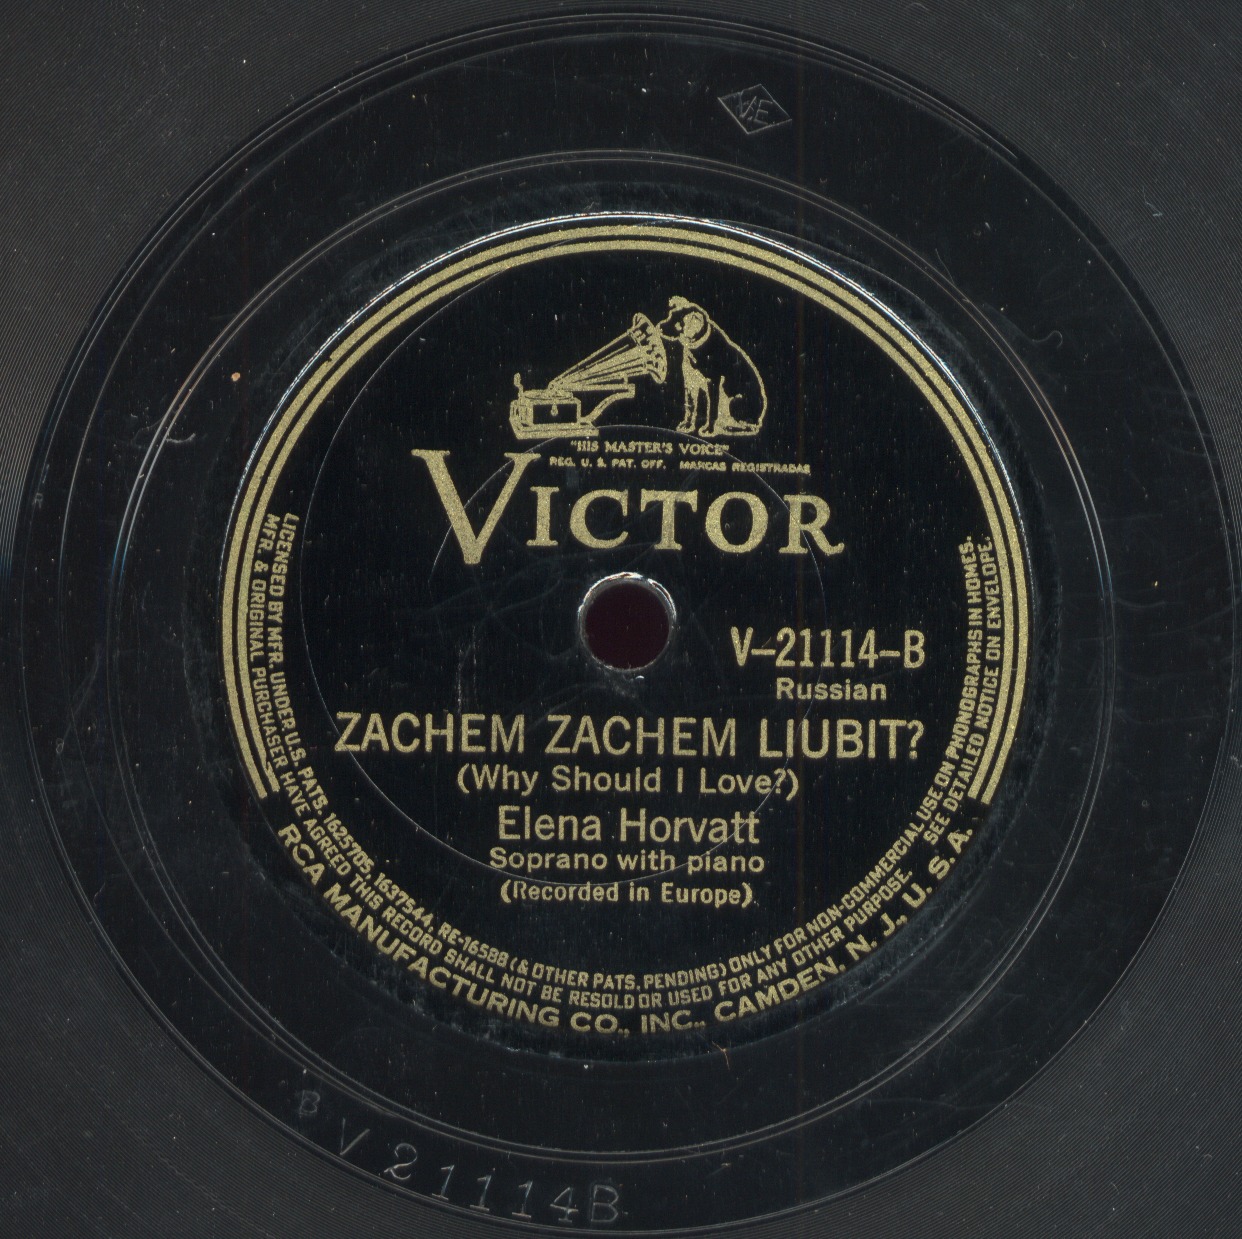 V.E.
"HIS MASTER'S VOICE"
REG. U. S. PAT. OFF. MARCAS REGISTRADAS
VICTOR
V–21114–B
Russian
ZACHEM ZACHEM LIUBIT?
(Why Should I Love?)
Elena Horvatt
Soprano with piano
(Recorded in Europe)
LICENSED BY MFR. UNDER U.S. PATS. 1625705, 1637544, RE-16588 (& OTHER PATS. PENDING) ONLY FOR NON-COMMERCIAL USE ON PHONOGRAPHS IN HOMES.
MFR. & ORIGINAL PURCHASER HAVE AGREED THIS RECORD SHALL NOT BE RESOLD OR USED FOR ANY OTHER PURPOSE. SEE DETAILED NOTICE ON ENVELOPE.
RCA MANUFACTURING CO., INC., CAMDEN, N. J., U. S. A.
B V 21114B